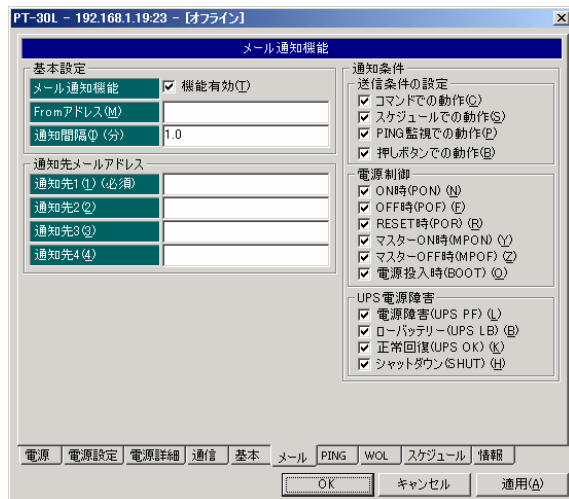 PT-30L - 192.168.1.19:23 - [オフライン]
メール通知機能
基本設定
メール通知機能 機能有効(T)
Fromアドレス(M)
通知間隔(I) (分) 1.0
通知先メールアドレス
通知先1(1) (必須)
通知先2(2)
通知先3(3)
通知先4(4)
通知条件
送信条件の設定
コマンドでの動作(C)
スケジュールでの動作(S)
PING監視での動作(P)
押しボタンでの動作(B)
電源制御
ON時(PON) (N)
OFF時(POF) (F)
RESET時(POR) (R)
マスターON時(MPON) (Y)
マスターOFF時(MPOF) (Z)
電源投入時(BOOT) (O)
UPS電源障害
電源障害(UPS PF) (L)
ローバッテリー(UPS LB) (B)
正常回復(UPS OK) (K)
シャットダウン(SHUT) (H)
電源 電源設定 電源詳細 通信 基本 メール PING WOL スケジュール 情報
OK キャンセル 適用(A)